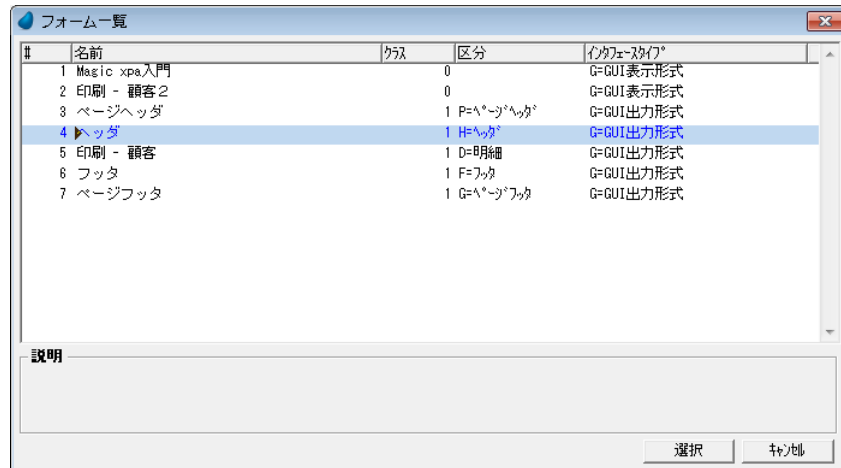 フォーム一覧
# 名前 ｸﾗｽ 区分 ｲﾝﾀﾌｪｰｽﾀｲﾌﾟ
1 Magic xpa入門 0 G=GUI表示形式
2 印刷 - 顧客２ 0 G=GUI表示形式
3 ページヘッダ 1 P=ﾍﾟｰｼﾞﾍｯﾀﾞ G=GUI出力形式
4 ヘッダ 1 H=ﾍｯﾀﾞ G=GUI出力形式
5 印刷 - 顧客 1 D=明細 G=GUI出力形式
6 フッタ 1 F=ﾌｯﾀ G=GUI出力形式
7 ページフッタ 1 G=ﾍﾟｰｼﾞﾌｯﾀ G=GUI出力形式
説明
選択 ｷｬﾝｾﾙ